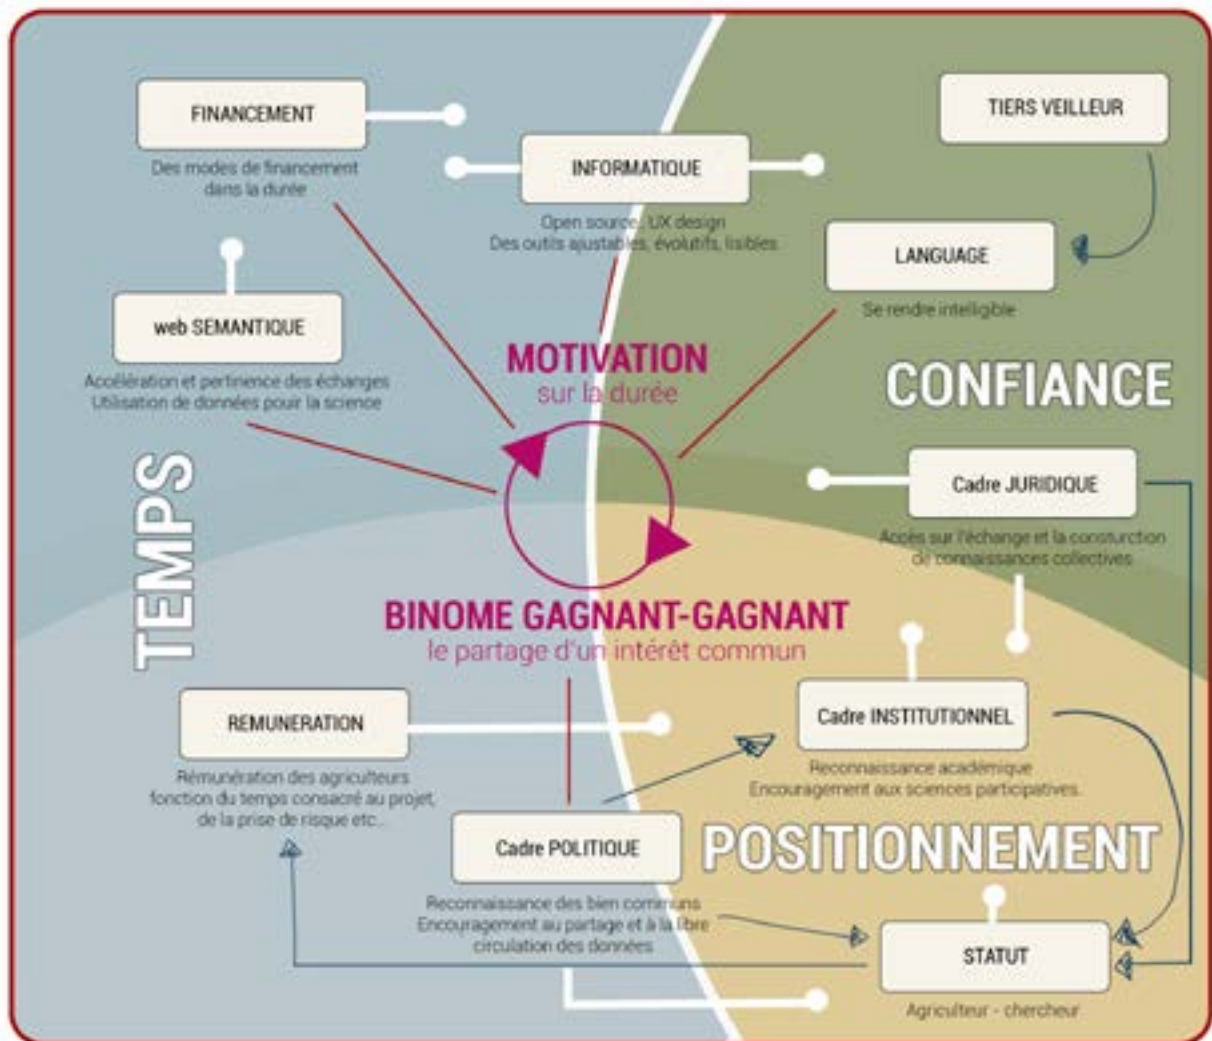 FINANCEMENT
Des modes de financement
dans la durée
INFORMATIQUE
Open source, UX design
Des outils ajustables, évolutifs, lisibles
TIERS VEILLEUR
LANGUAGE
Se rendre intelligible
web SEMANTIQUE
Accélération et pertinence des échanges
Utilisation de données pouir la science
MOTIVATION
sur la durée
CONFIANCE
TEMPS
Cadre JURIDIQUE
Accès sur l'échange et la consturction
de connaissances collectives
BINOME GAGNANT-GAGNANT
le partage d'un intérêt commun
REMUNERATION
Rémunération des agriculteurs
fonction du temps consacré au projet,
de la prise de risque etc...
Cadre INSTITUTIONNEL
Reconnaissance académique
Encouragement aux sciences participatives.
Cadre POLITIQUE
Reconnaissance des bien communs
Encouragement au partage et à la libre
circulation des données
POSITIONNEMENT
STATUT
Agriculteur - chercheur